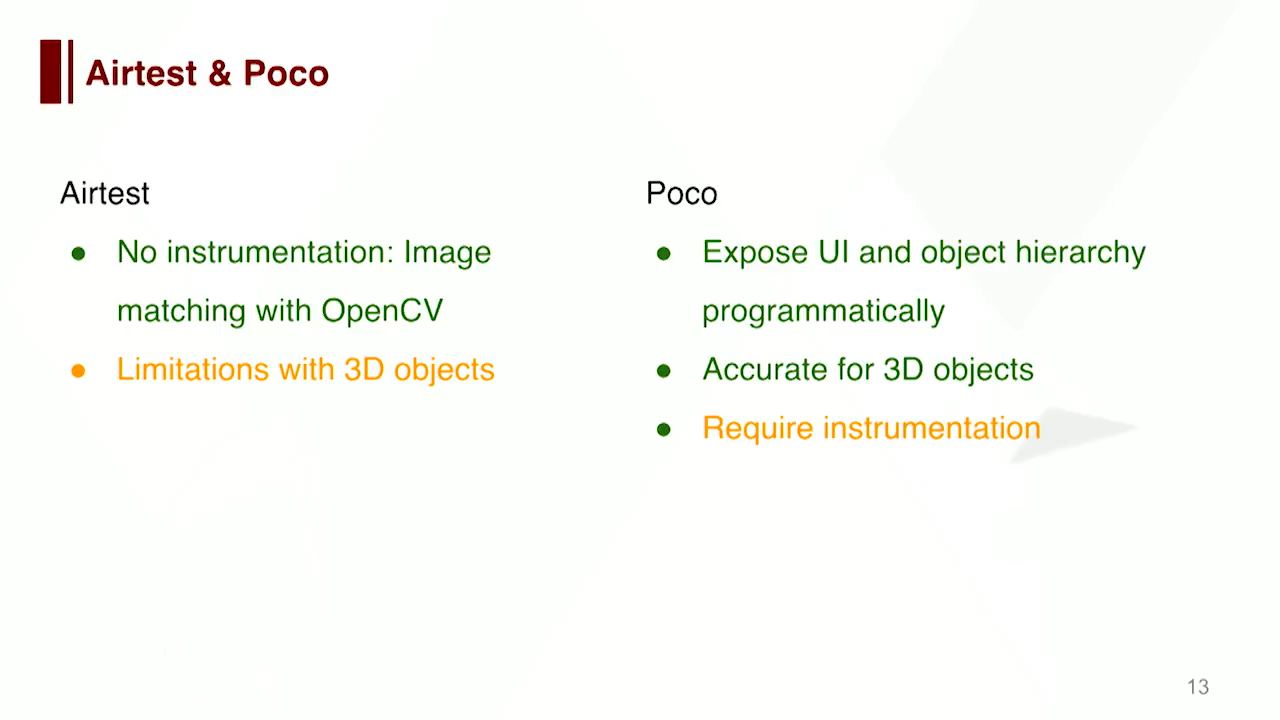 Airtest & Poco
Airtest
● No instrumentation: Image
matching with OpenCV
● Limitations with 3D objects
Poco
● Expose UI and object hierarchy
programmatically
● Accurate for 3D objects
● Require instrumentation
13